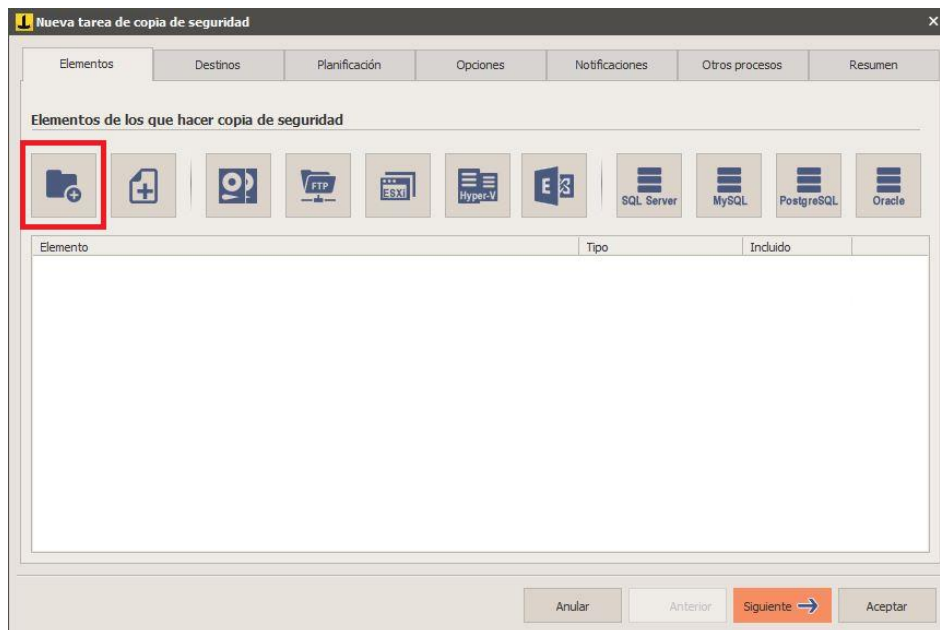 Nueva tarea de copia de seguridad
Elementos Destinos Planificación Opciones Notificaciones Otros procesos Resumen
Elementos de los que hacer copia de seguridad
FTP ESXi Hyper-V E SQL Server MySQL PostgreSQL Oracle
Elemento Tipo Incluido
Anular Anterior Siguiente Aceptar